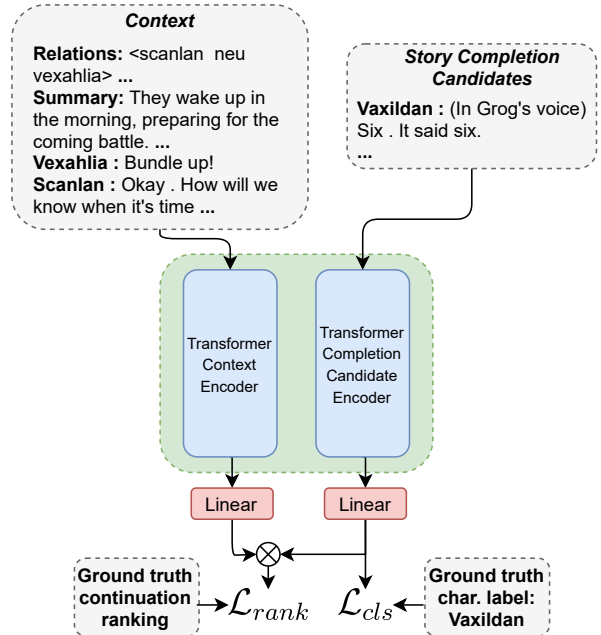 Context
Relations: <scanlan neu
vexahlia> ...
Summary: They wake up in
the morning, preparing for the
coming battle. ...
Vexahlia : Bundle up!
Scanlan : Okay . How will we
know when it's time ...
Story Completion
Candidates
Vaxildan : (In Grog's voice)
Six . It said six.
...
Transformer
Context
Encoder
Transformer
Completion
Candidate
Encoder
Linear
Linear
Ground truth
continuation
ranking
ℒrank
ℒcls
Ground truth
char. label:
Vaxildan